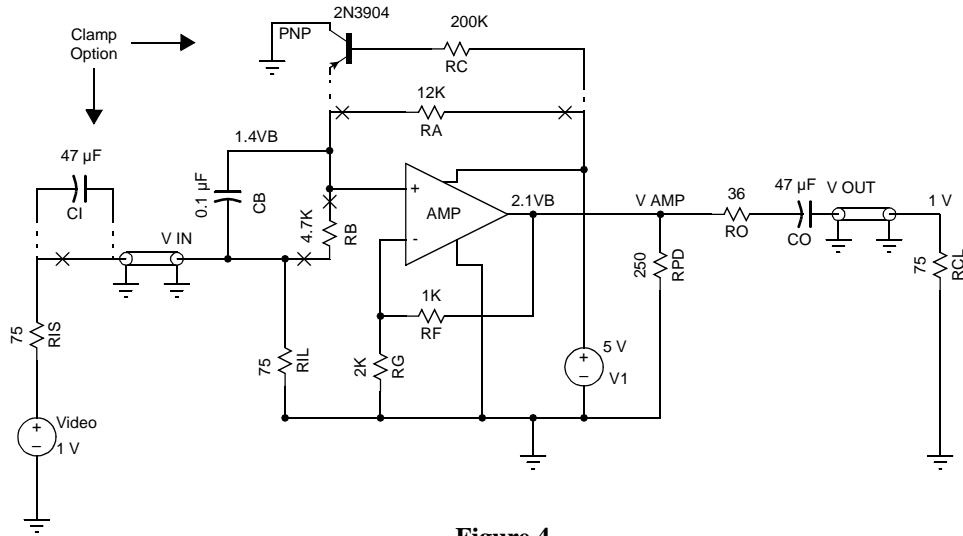 2N3904
PNP
200K
RC
Clamp
Option
12K
RA
1.4VB
47 µF
CI
0.1 µF
CB
4.7K
RB
+
-
AMP
2.1VB
V AMP
36
RO
47 µF
CO
V OUT
1 V
75
RCL
V IN
1K
RF
250
RPD
75
RIS
75
RIL
2K
RG
+
−
5 V
V1
+
−
Video
1 V
Figure 4